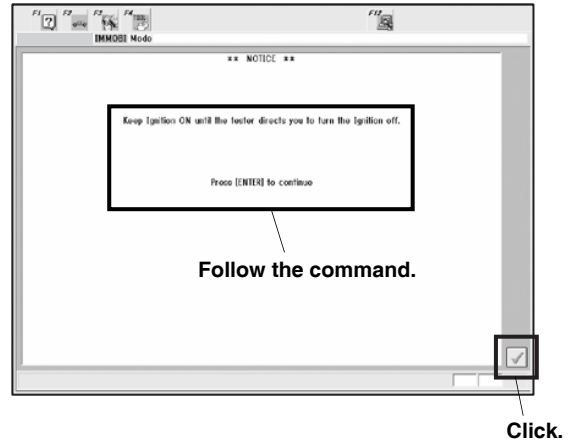 F1 F2 F3 F4 F12
IMMOBI Mode
** NOTICE **
Keep Ignition ON until the tester directs you to turn the Ignition off.
Press [ENTER] to continue
Follow the command.
Click.